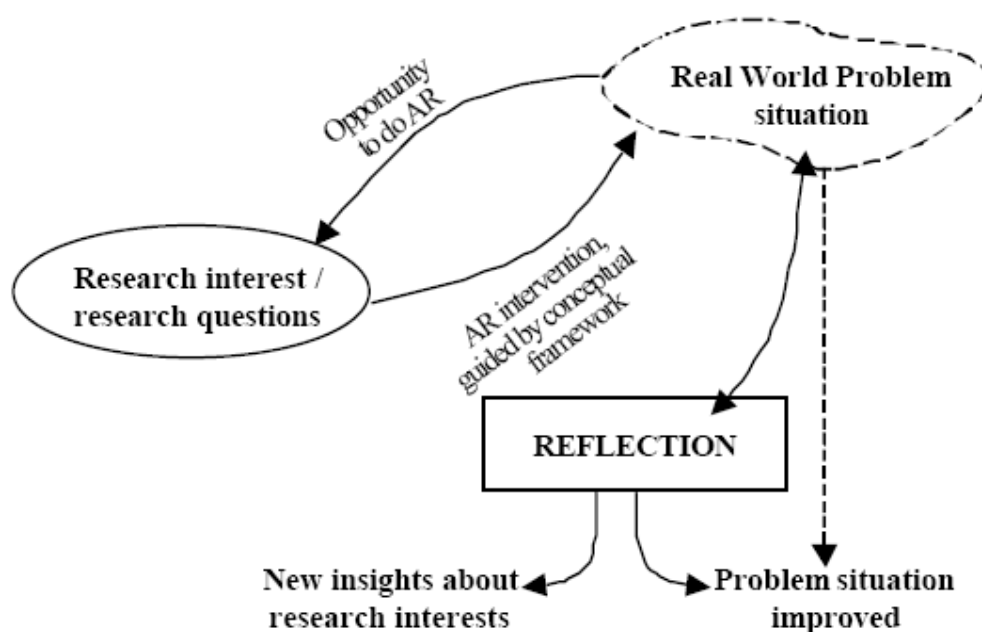 Real World Problem
situation
Opportunity
to do AR
Research interest /
research questions
AR intervention,
guided by conceptual
framework
REFLECTION
New insights about
research interests
Problem situation
improved